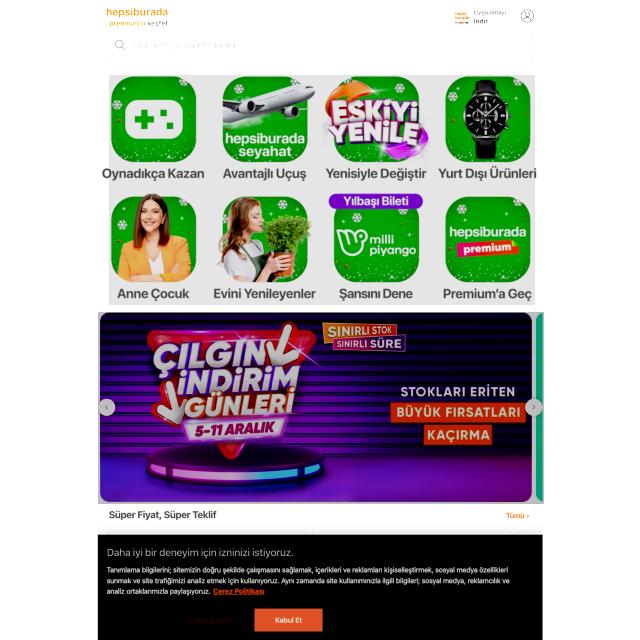 hepsiburada
premium'u keşfet
Uygulamayı
İndir
Oynadıkça Kazan
hepsiburada
seyahat
Avantajlı Uçuş
ESKİYİ
YENİLE
Yenisiyle Değiştir
Yurt Dışı Ürünleri
Anne Çocuk
Evini Yenileyenler
Yılbaşı Bileti
milli
piyango
Şansını Dene
hepsiburada
premium
Premium'a Geç
ÇILGIN
İNDİRİM
GÜNLERİ
5-11 ARALIK
SINIRLI STOK
SINIRLI SÜRE
STOKLARI ERİTEN
BÜYÜK FIRSATLARI
KAÇIRMA
Süper Fiyat, Süper Teklif
Tümü ›
Daha iyi bir deneyim için izninizi istiyoruz.
Tanımlama bilgilerini; sitemizin doğru şekilde çalışmasını sağlamak, içerikleri ve reklamları kişiselleştirmek, sosyal medya özellikleri
sunmak ve site trafiğimizi analiz etmek için kullanıyoruz. Aynı zamanda site kullanımınızla ilgili bilgileri; sosyal medya, reklamcılık ve
analiz ortaklarımızla paylaşıyoruz. Çerez Politikası
Çerez Ayarları
Kabul Et